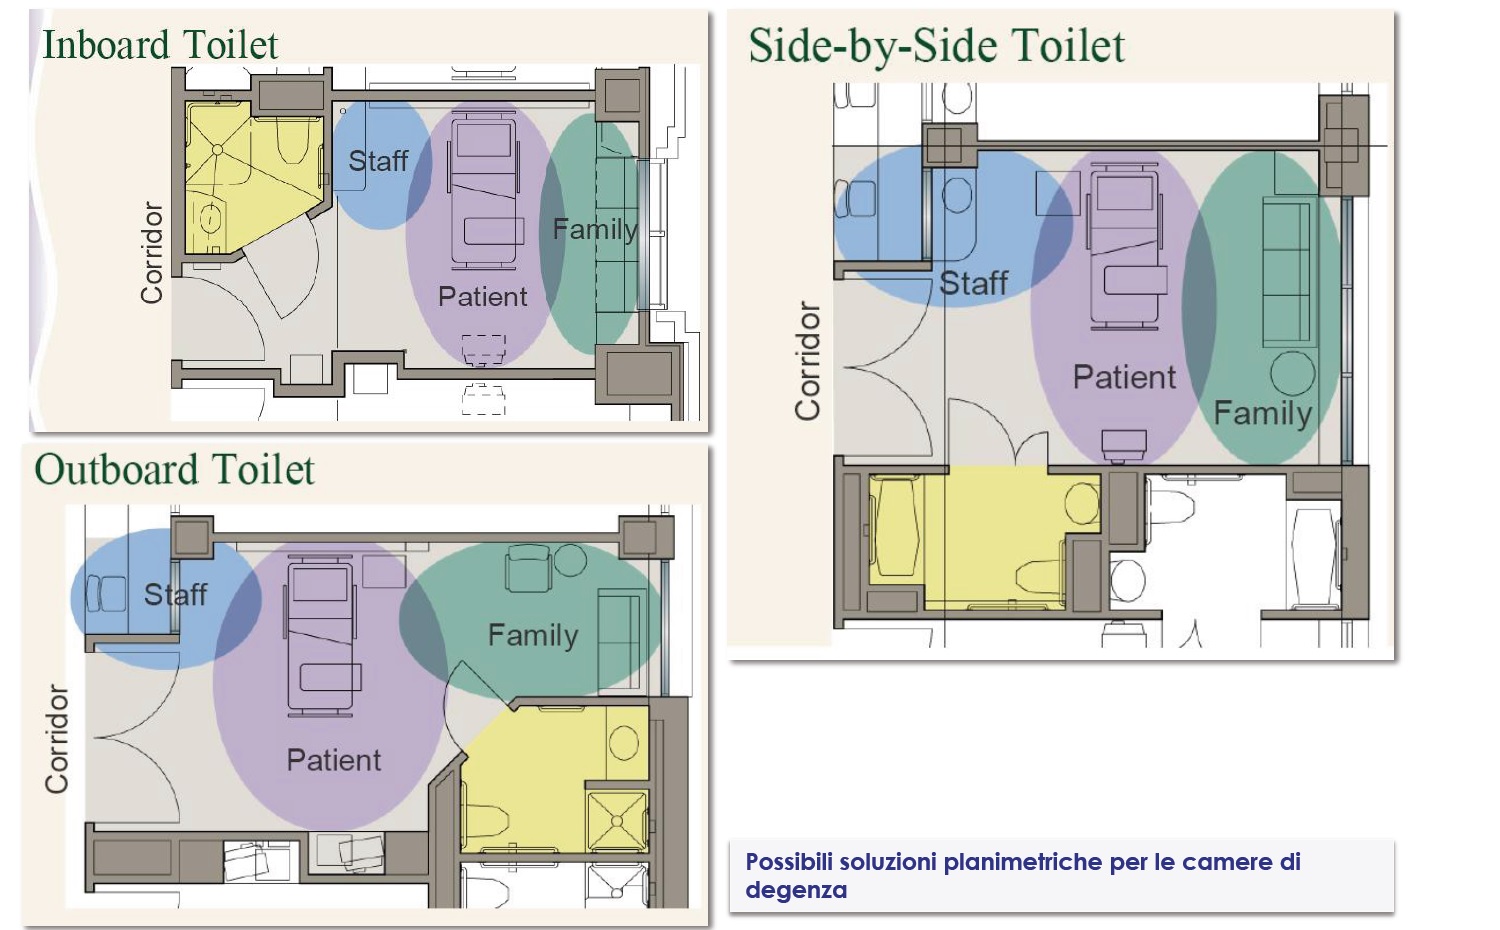 Inboard Toilet
Staff
Family
Patient
Corridor
Side-by-Side Toilet
Staff
Patient
Family
Corridor
Outboard Toilet
Staff
Family
Patient
Corridor
Possibili soluzioni planimetriche per le camere di
degenza